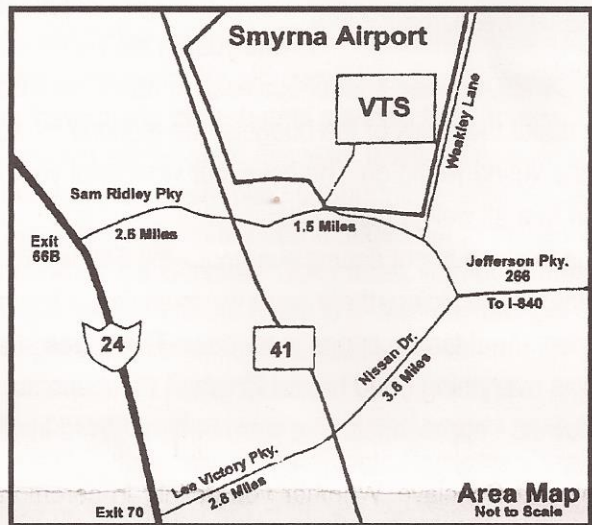 Smyrna Airport
VTS
Weakley Lane
Sam Ridley Pky
Exit
66B
2.6 Miles
1.5 Miles
Jefferson Pky.
266
To I-840
24
41
Nissan Dr.
3.8 Miles
Lee Victory Pky.
2.8 Miles
Exit 70
Area Map
Not to Scale